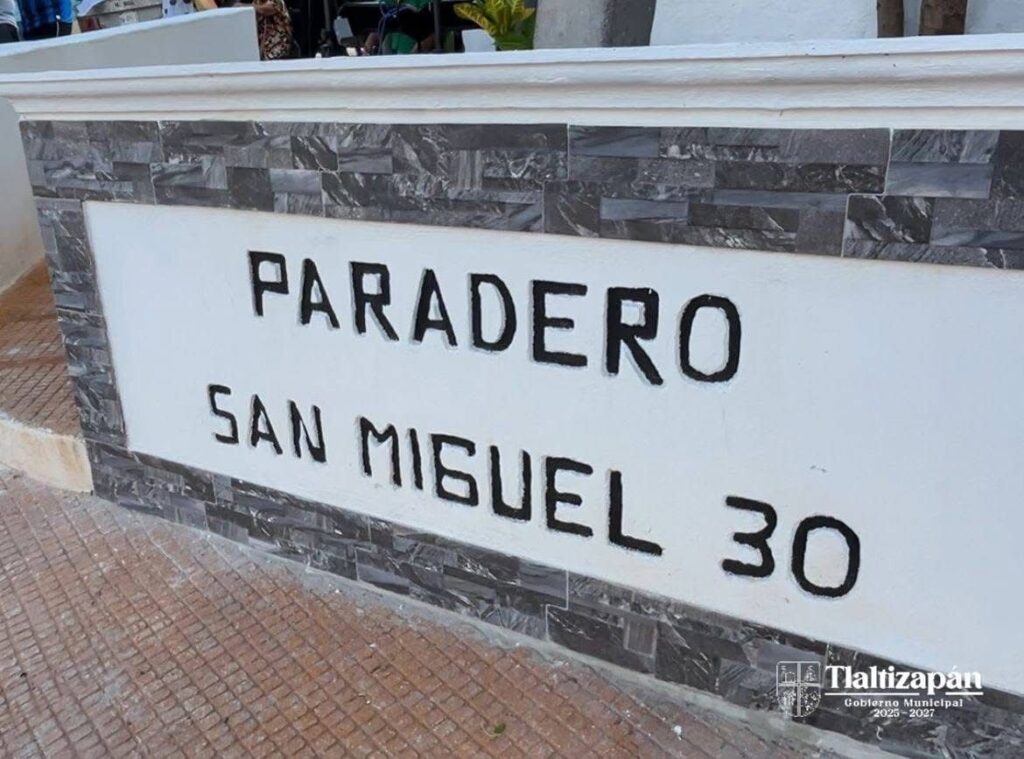 PARADERO
SAN MIGUEL 30
Tlaltizapán
Gobierno Municipal
2025 - 2027